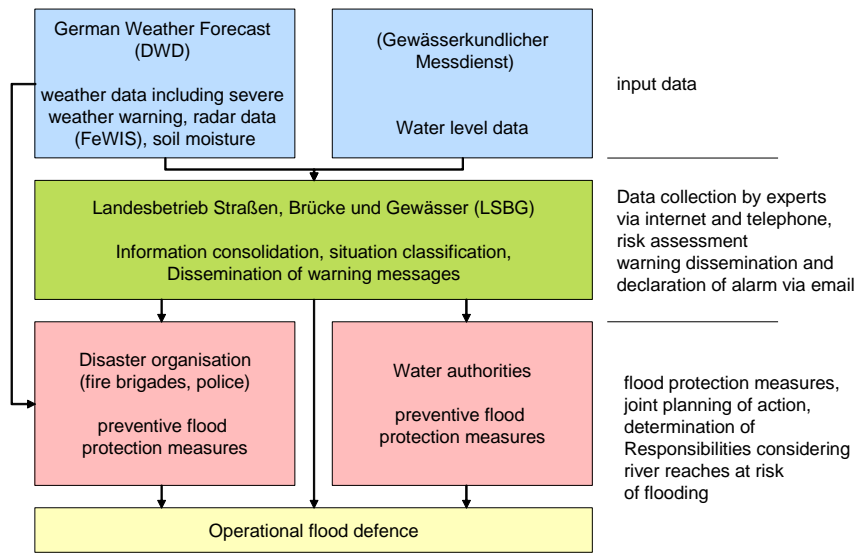 German Weather Forecast
(DWD)
weather data including severe
weather warning, radar data
(FeWIS), soil moisture
(Gewässerkundlicher
Messdienst)
Water level data
input data
Landesbetrieb Straßen, Brücke und Gewässer (LSBG)
Information consolidation, situation classification,
Dissemination of warning messages
Data collection by experts
via internet and telephone,
risk assessment
warning dissemination and
declaration of alarm via email
Disaster organisation
(fire brigades, police)
preventive flood
protection measures
Water authorities
preventive flood
protection measures
flood protection measures,
joint planning of action,
determination of
Responsibilities considering
river reaches at risk
of flooding
Operational flood defence